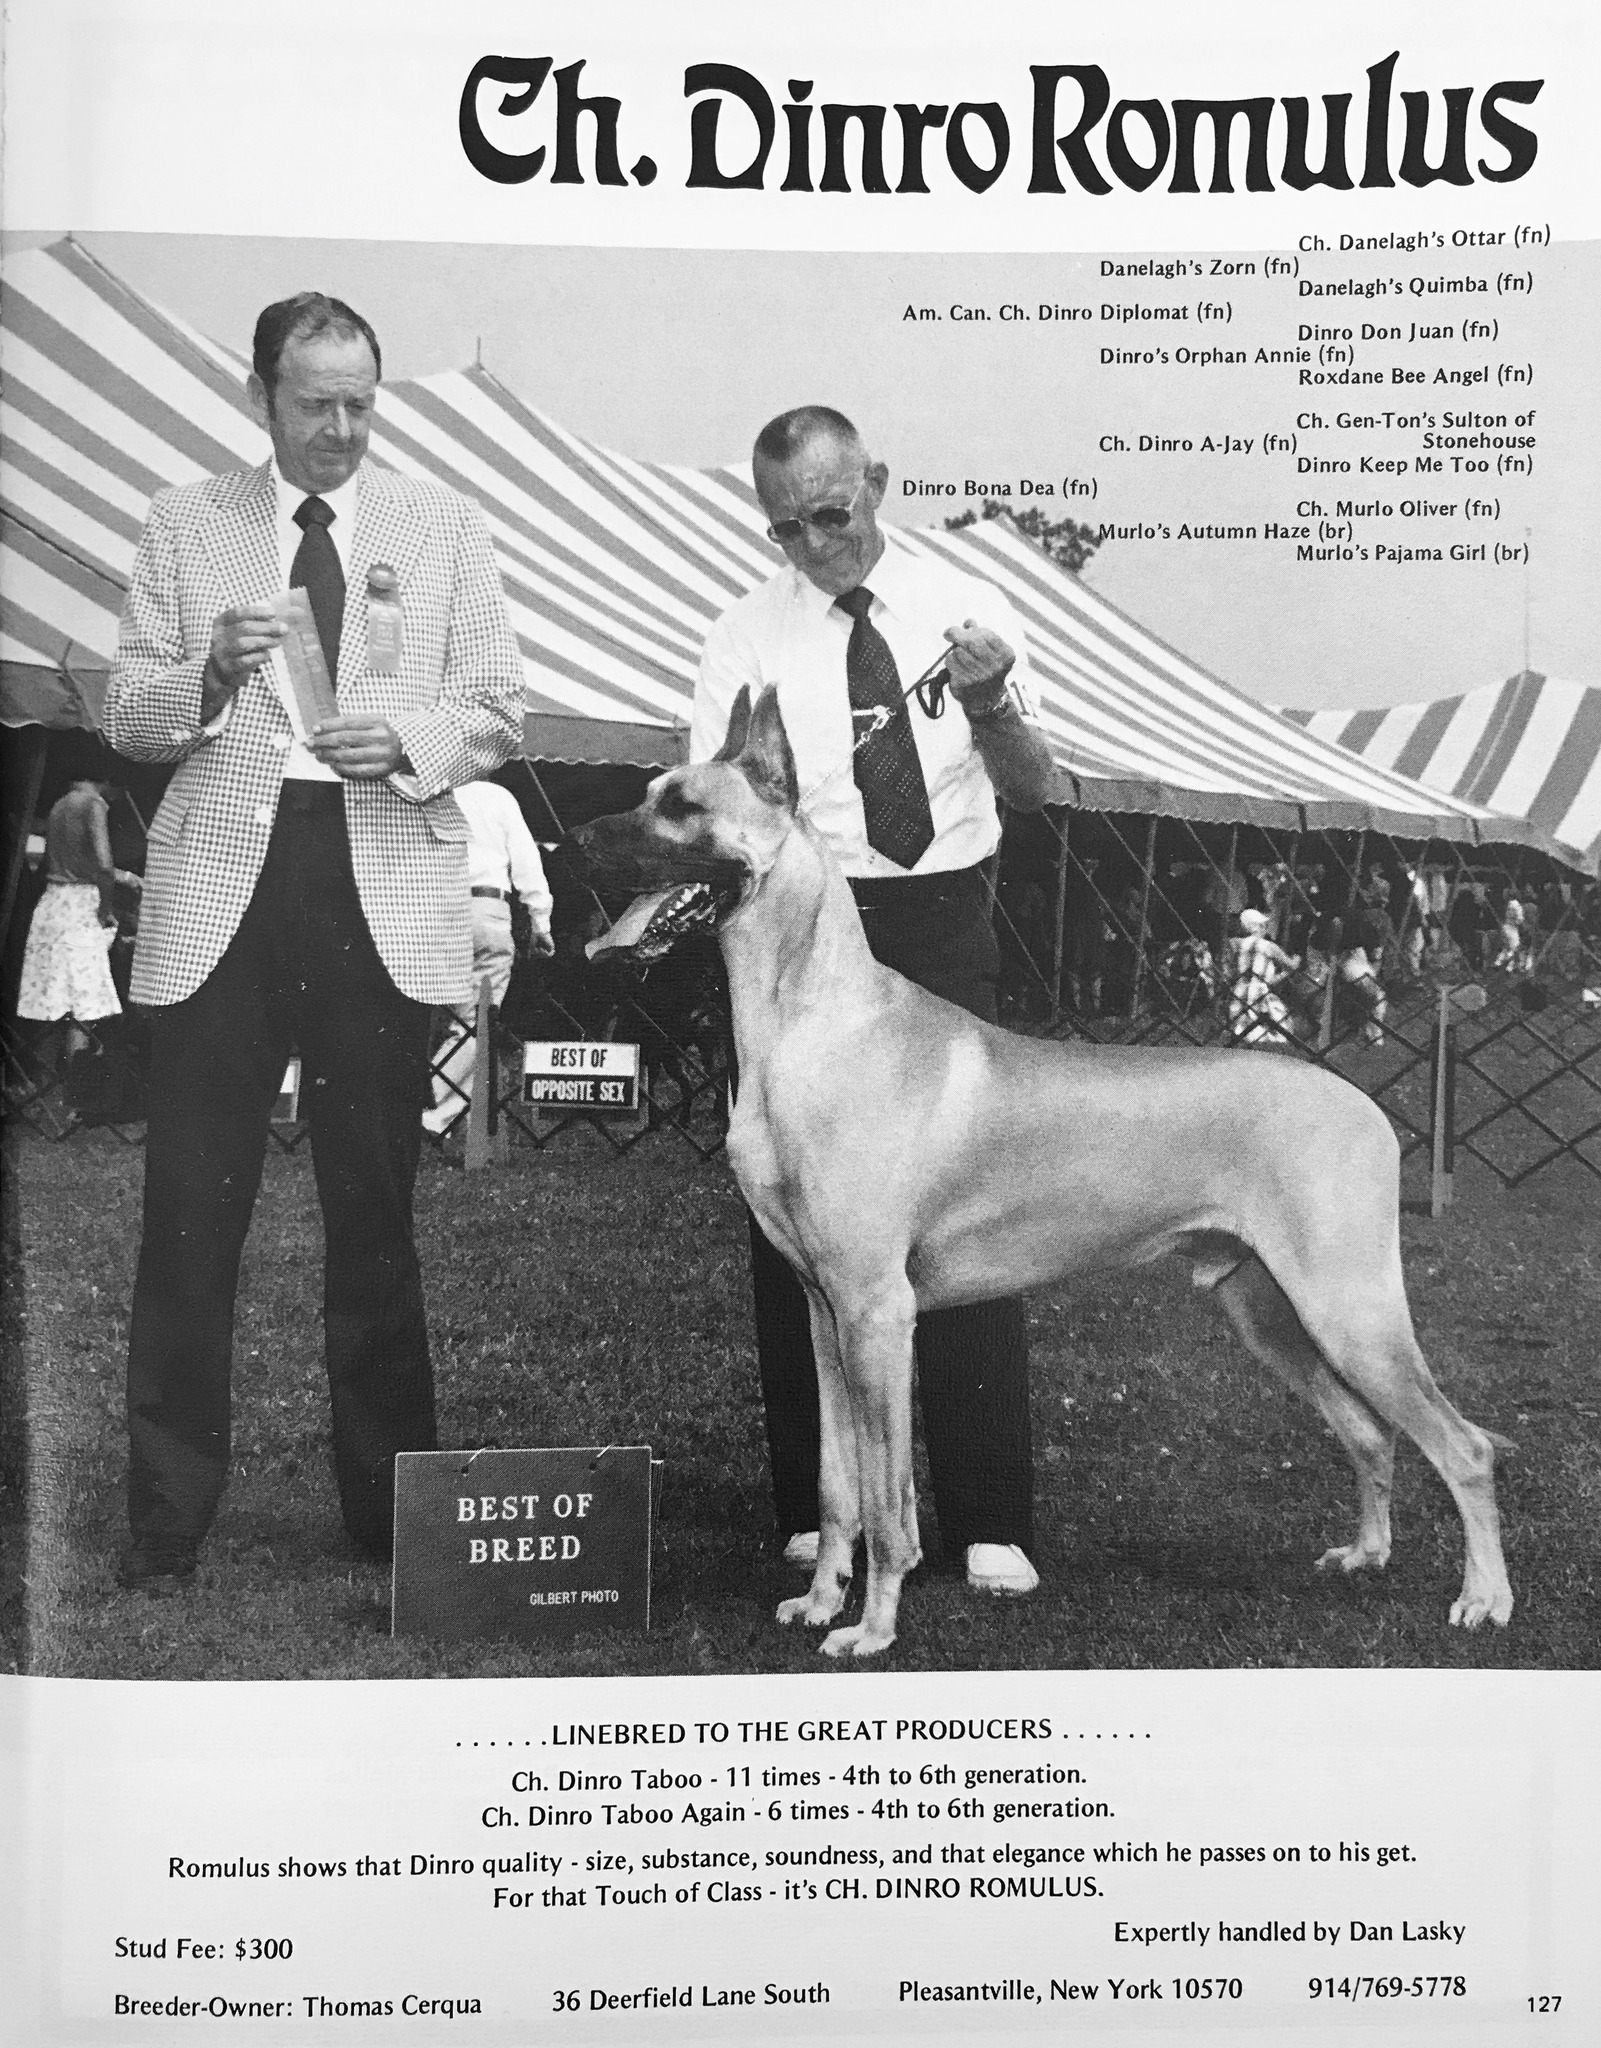 Ch. Dinro Romulus
Ch. Danelagh's Ottar (fn)
Danelagh's Zorn (fn)
Danelagh's Quimba (fn)
Am. Can. Ch. Dinro Diplomat (fn)
Dinro Don Juan (fn)
Dinro's Orphan Annie (fn)
Roxdane Bee Angel (fn)
Ch. Gen-Ton's Sulton of
Ch. Dinro A-Jay (fn) Stonehouse
Dinro Keep Me Too (fn)
Dinro Bona Dea (fn)
Ch. Murlo Oliver (fn)
Murlo's Autumn Haze (br)
Murlo's Pajama Girl (br)
BEST OF
OPPOSITE SEX
BEST OF
BREED
GILBERT PHOTO
. . . . . . LINEBRED TO THE GREAT PRODUCERS . . . . . .
Ch. Dinro Taboo - 11 times - 4th to 6th generation.
Ch. Dinro Taboo Again - 6 times - 4th to 6th generation.
Romulus shows that Dinro quality - size, substance, soundness, and that elegance which he passes on to his get.
For that Touch of Class - it's CH. DINRO ROMULUS.
Expertly handled by Dan Lasky
Stud Fee: $300
Breeder-Owner: Thomas Cerqua 36 Deerfield Lane South Pleasantville, New York 10570 914/769-5778
127